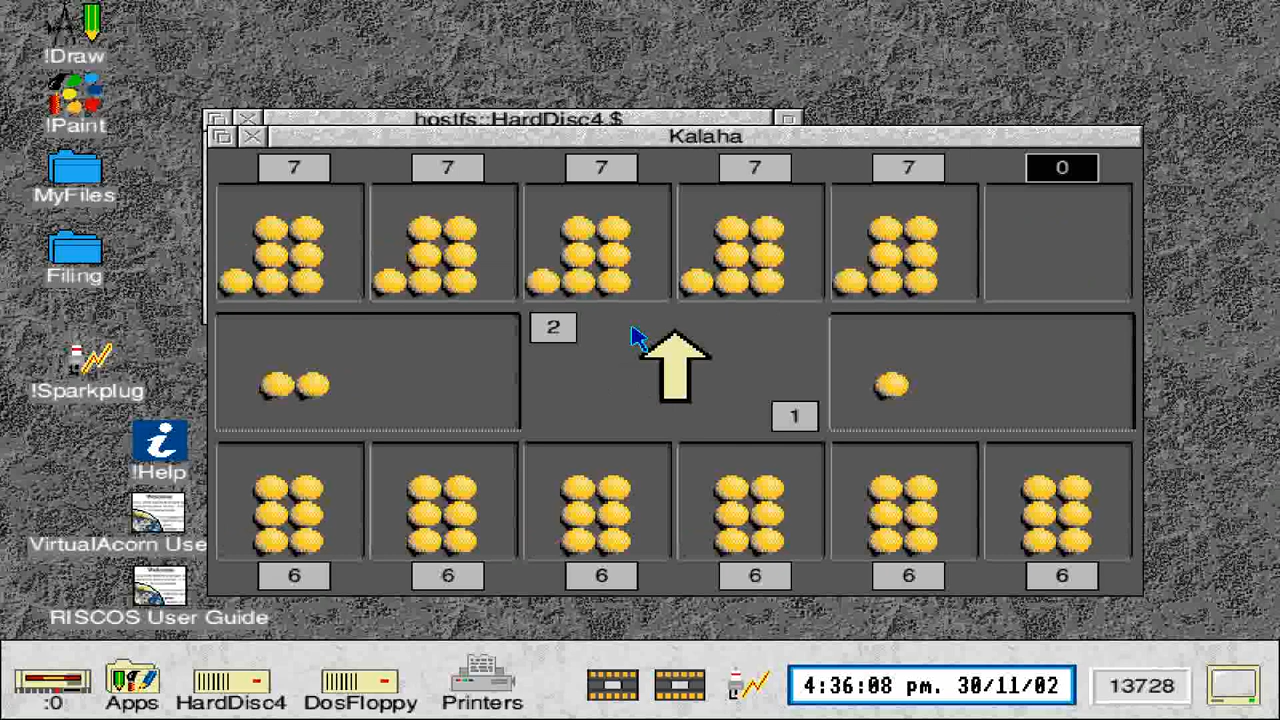 !Draw
!Paint
MyFiles
Filing
!Sparkplug
!Help
VirtualAcorn Use
RISCOS User Guide
hostfs::HardDisc4.$
Kalaha
7 7 7 7 7 0
2
1
6 6 6 6 6 6
:0 Apps HardDisc4 DosFloppy Printers
4:36:08 pm. 30/11/02
13728